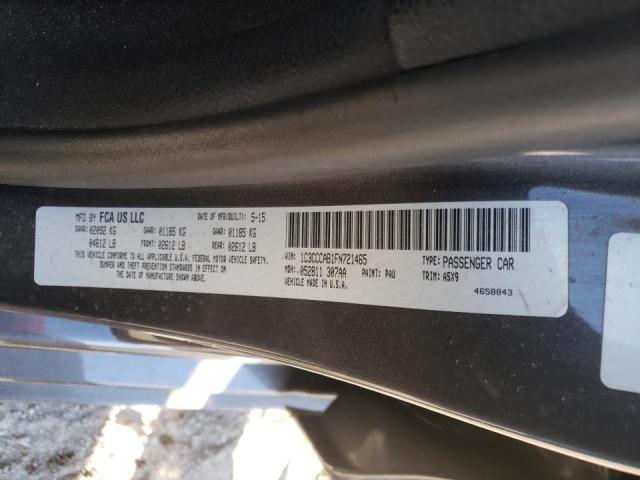 MFD BY FCA US LLC DATE OF MFR(BUILT): 5-15
GVWR: 02092 KG GAWR: 01185 KG GAWR: 01185 KG
04612 LB FRONT: 02612 LB REAR: 02612 LB
THIS VEHICLE CONFORMS TO ALL APPLICABLE U.S.A. FEDERAL MOTOR VEHICLE SAFETY,
BUMPER AND THEFT PREVENTION STANDARDS IN EFFECT ON THE
DATE OF MANUFACTURE SHOWN ABOVE.
VIN: 1C3CCCAB1FN721465 TYPE: PASSENGER CAR
MDH: 052811 307AA PAINT: PAU TRIM: A5X9
VEHICLE MADE IN U.S.A.
4658843